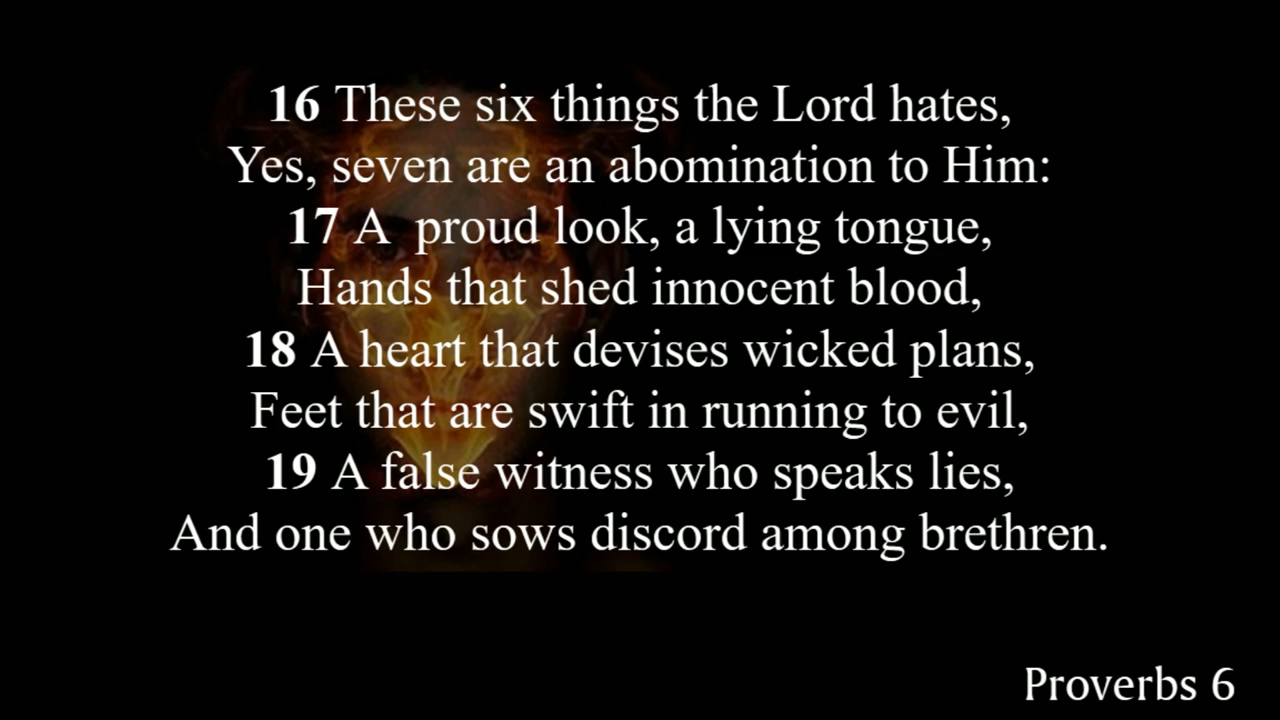 16 These six things the Lord hates,
Yes, seven are an abomination to Him:
17 A  proud look, a lying tongue,
Hands that shed innocent blood,
18 A heart that devises wicked plans,
Feet that are swift in running to evil,
19 A false witness who speaks lies,
And one who sows discord among brethren.
Proverbs 6